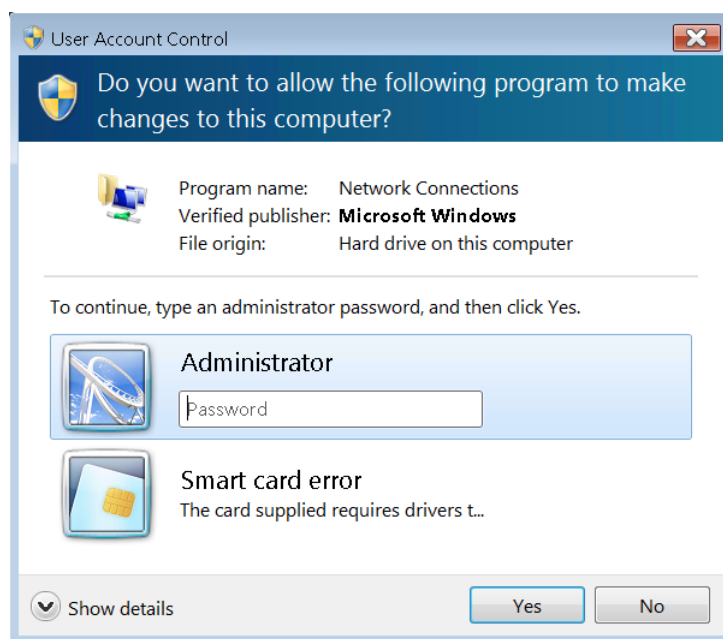 User Account Control
Do you want to allow the following program to make
changes to this computer?
Program name: Network Connections
Verified publisher: Microsoft Windows
File origin: Hard drive on this computer
To continue, type an administrator password, and then click Yes.
Administrator
Password
Smart card error
The card supplied requires drivers t...
Show details
Yes
No